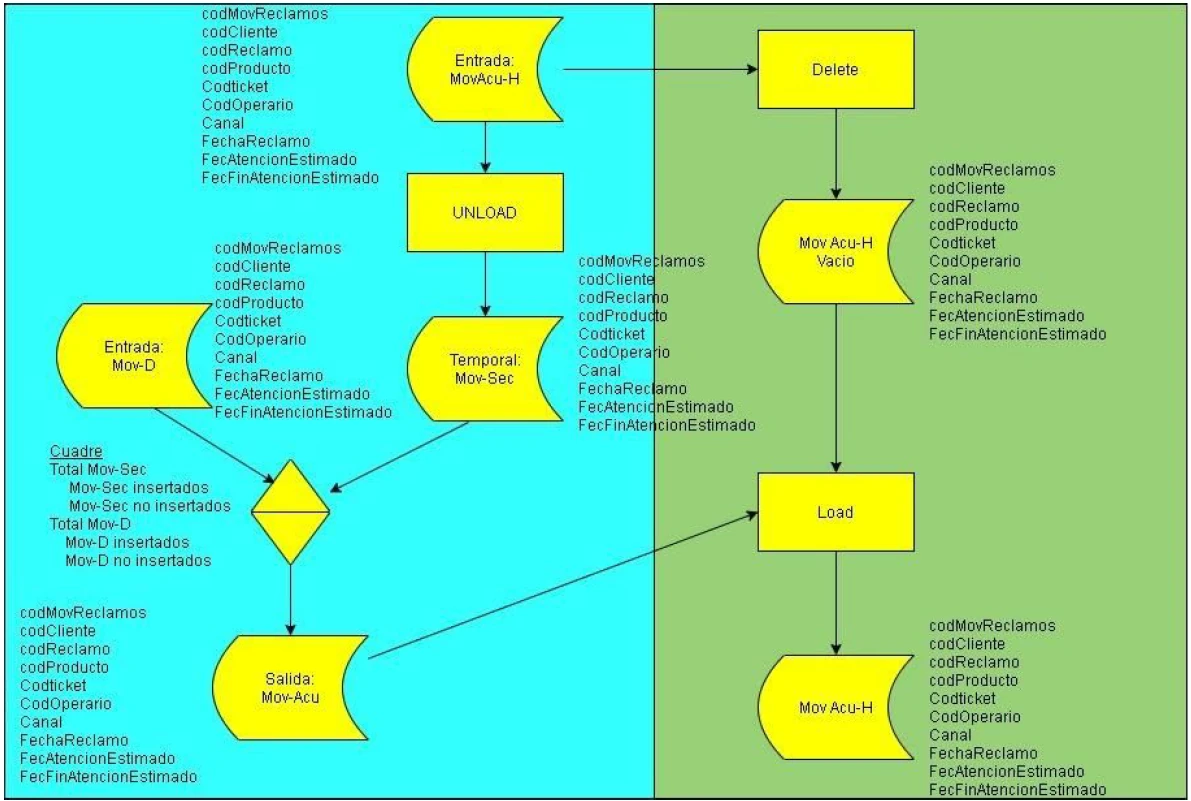 codMovReclamos
codCliente
codReclamo
codProducto
Codticket
CodOperario
Canal
FechaReclamo
FecAtencionEstimado
FecFinAtencionEstimado
Entrada:
MovAcu-H
Delete
UNLOAD
codMovReclamos
codCliente
codReclamo
codProducto
Codticket
CodOperario
Canal
FechaReclamo
FecAtencionEstimado
FecFinAtencionEstimado
Mov Acu-H
Vacio
codMovReclamos
codCliente
codReclamo
codProducto
Codticket
CodOperario
Canal
FechaReclamo
FecAtencionEstimado
FecFinAtencionEstimado
Entrada:
Mov-D
codMovReclamos
codCliente
codReclamo
codProducto
Codticket
CodOperario
Canal
FechaReclamo
FecAtencionEstimado
FecFinAtencionEstimado
Temporal:
Mov-Sec
Cuadre
Total Mov-Sec
Mov-Sec insertados
Mov-Sec no insertados
Total Mov-D
Mov-D insertados
Mov-D no insertados
Load
codMovReclamos
codCliente
codReclamo
codProducto
Codticket
CodOperario
Canal
FechaReclamo
FecAtencionEstimado
FecFinAtencionEstimado
Salida:
Mov-Acu
Mov Acu-H
codMovReclamos
codCliente
codReclamo
codProducto
Codticket
CodOperario
Canal
FechaReclamo
FecAtencionEstimado
FecFinAtencionEstimado